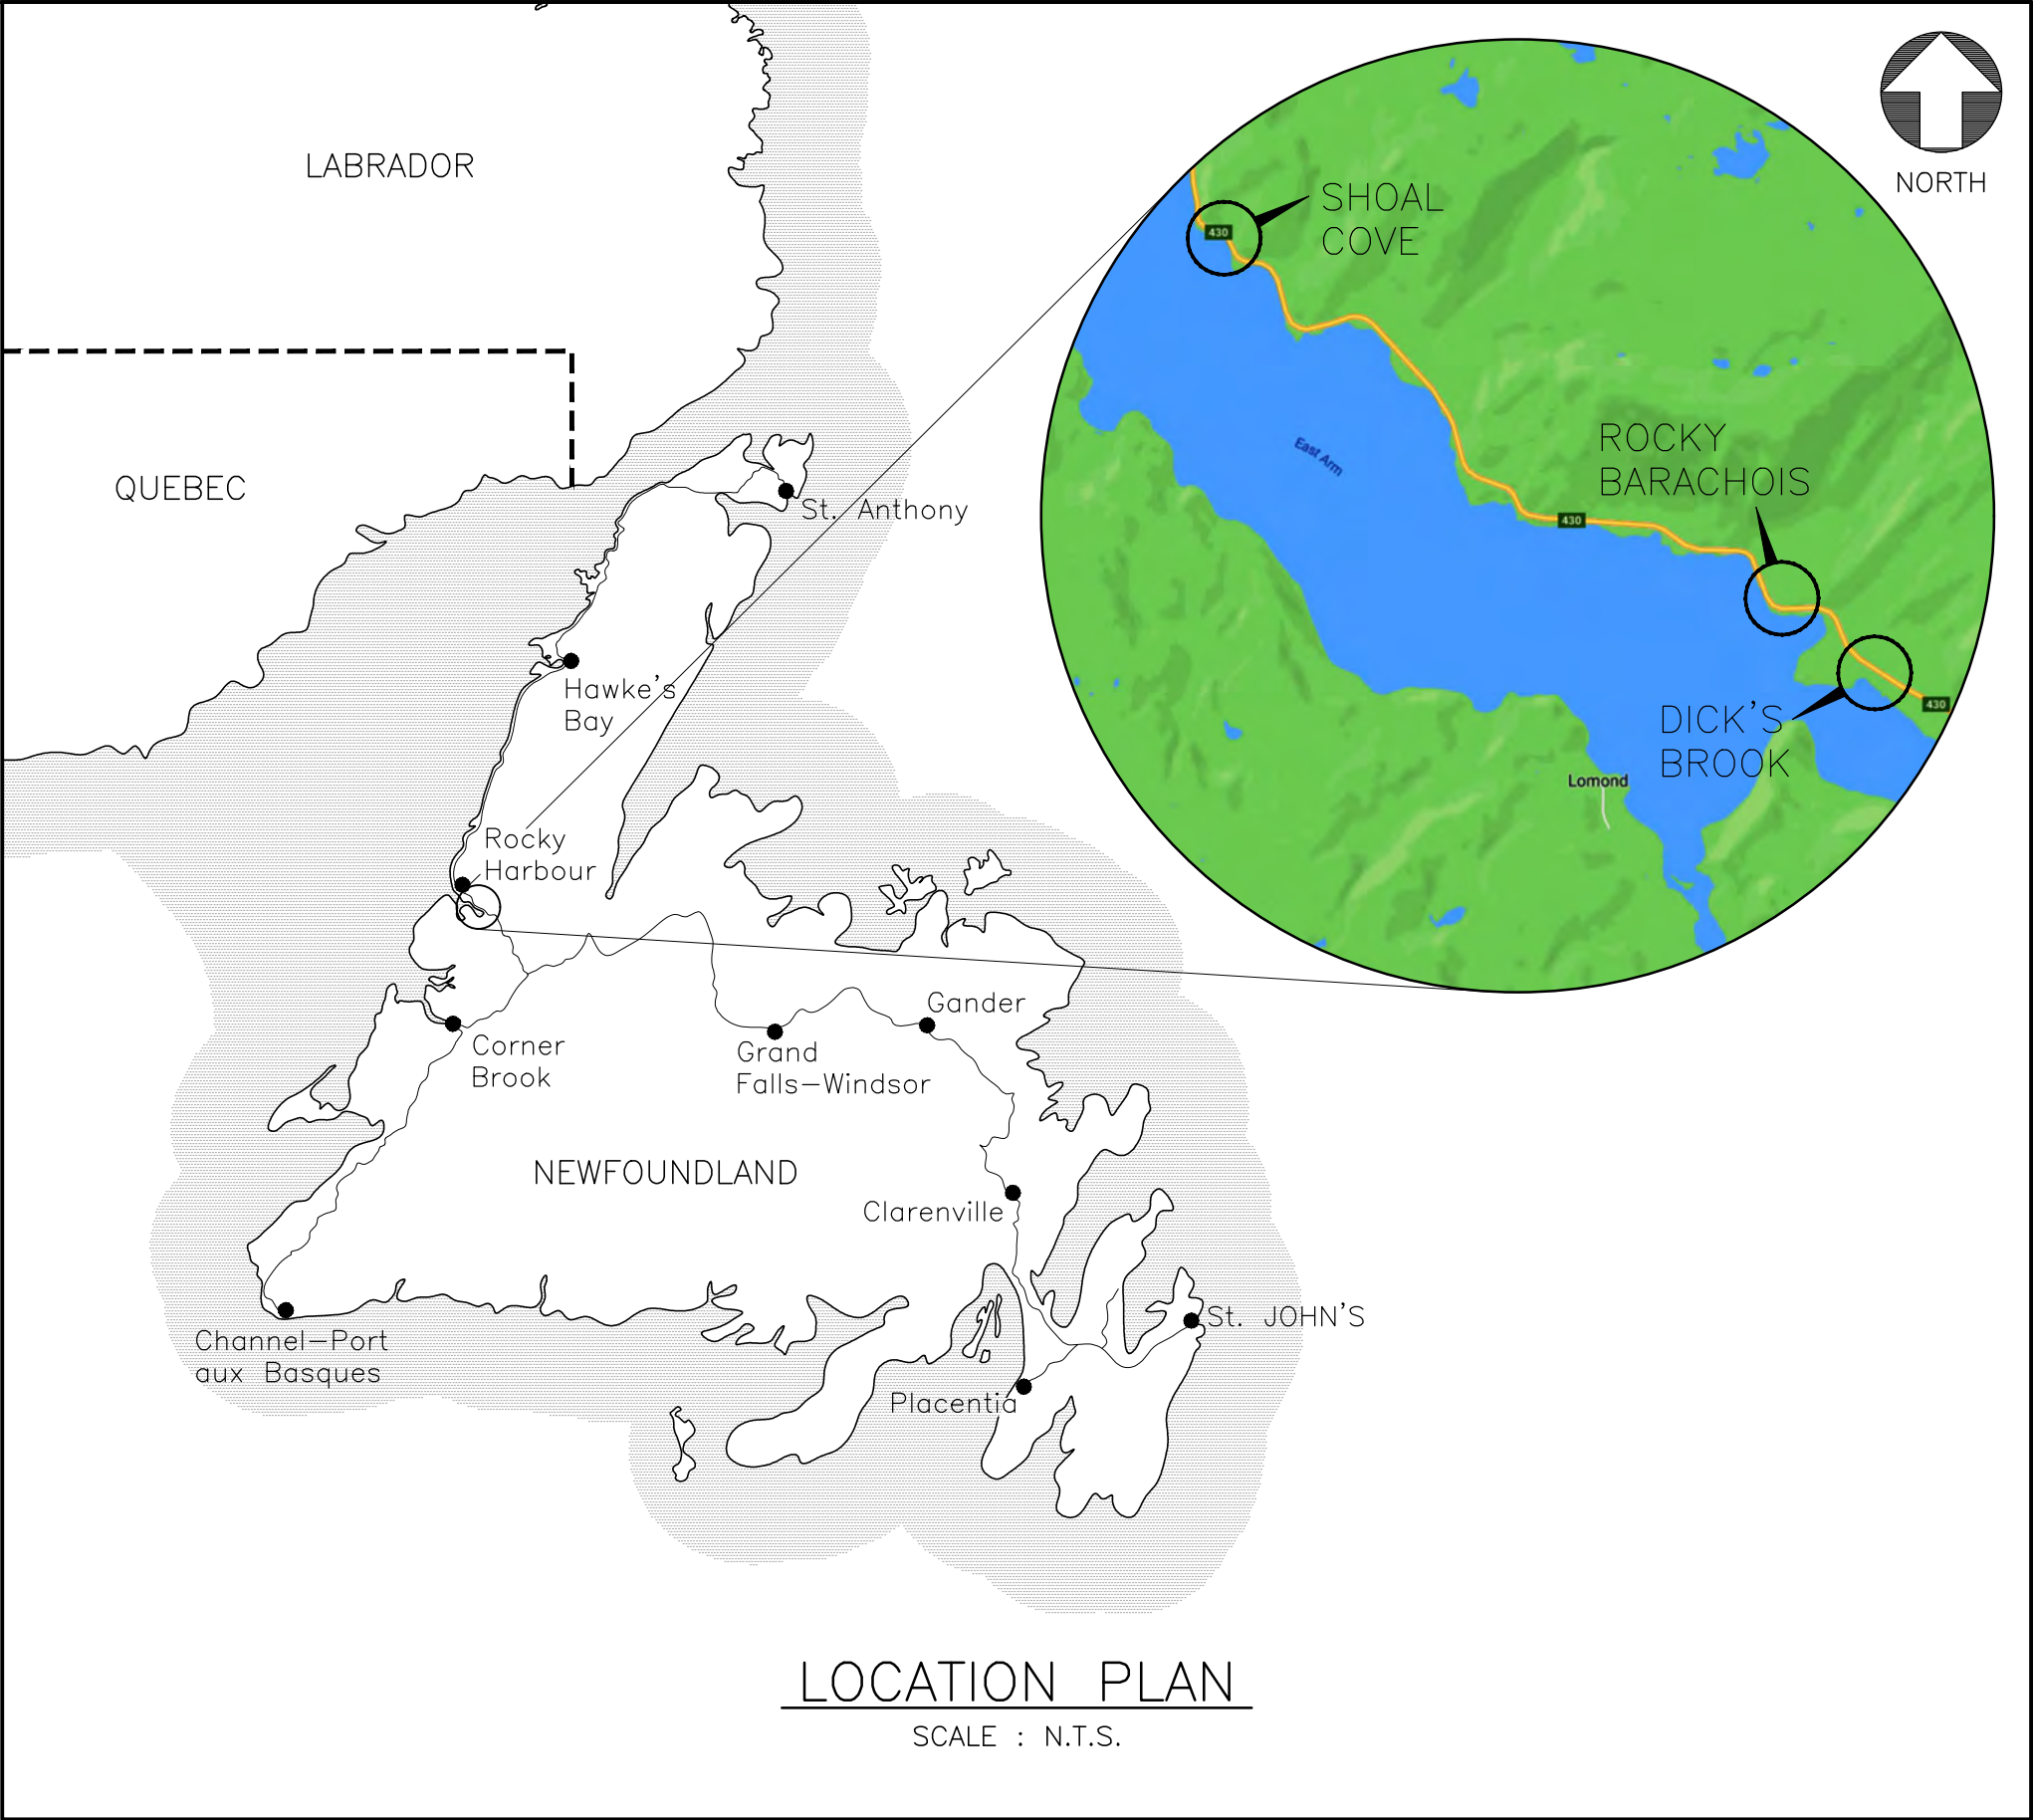 LABRADOR
QUEBEC
NORTH
SHOAL
COVE
430
East Arm
ROCKY
BARACHOIS
430
DICK'S
BROOK
430
Lomond
St. Anthony
Hawke's
Bay
Rocky
Harbour
Corner
Brook
Grand
Falls-Windsor
Gander
NEWFOUNDLAND
Clarenville
Channel-Port
aux Basques
St. JOHN'S
Placentia
LOCATION PLAN
SCALE : N.T.S.